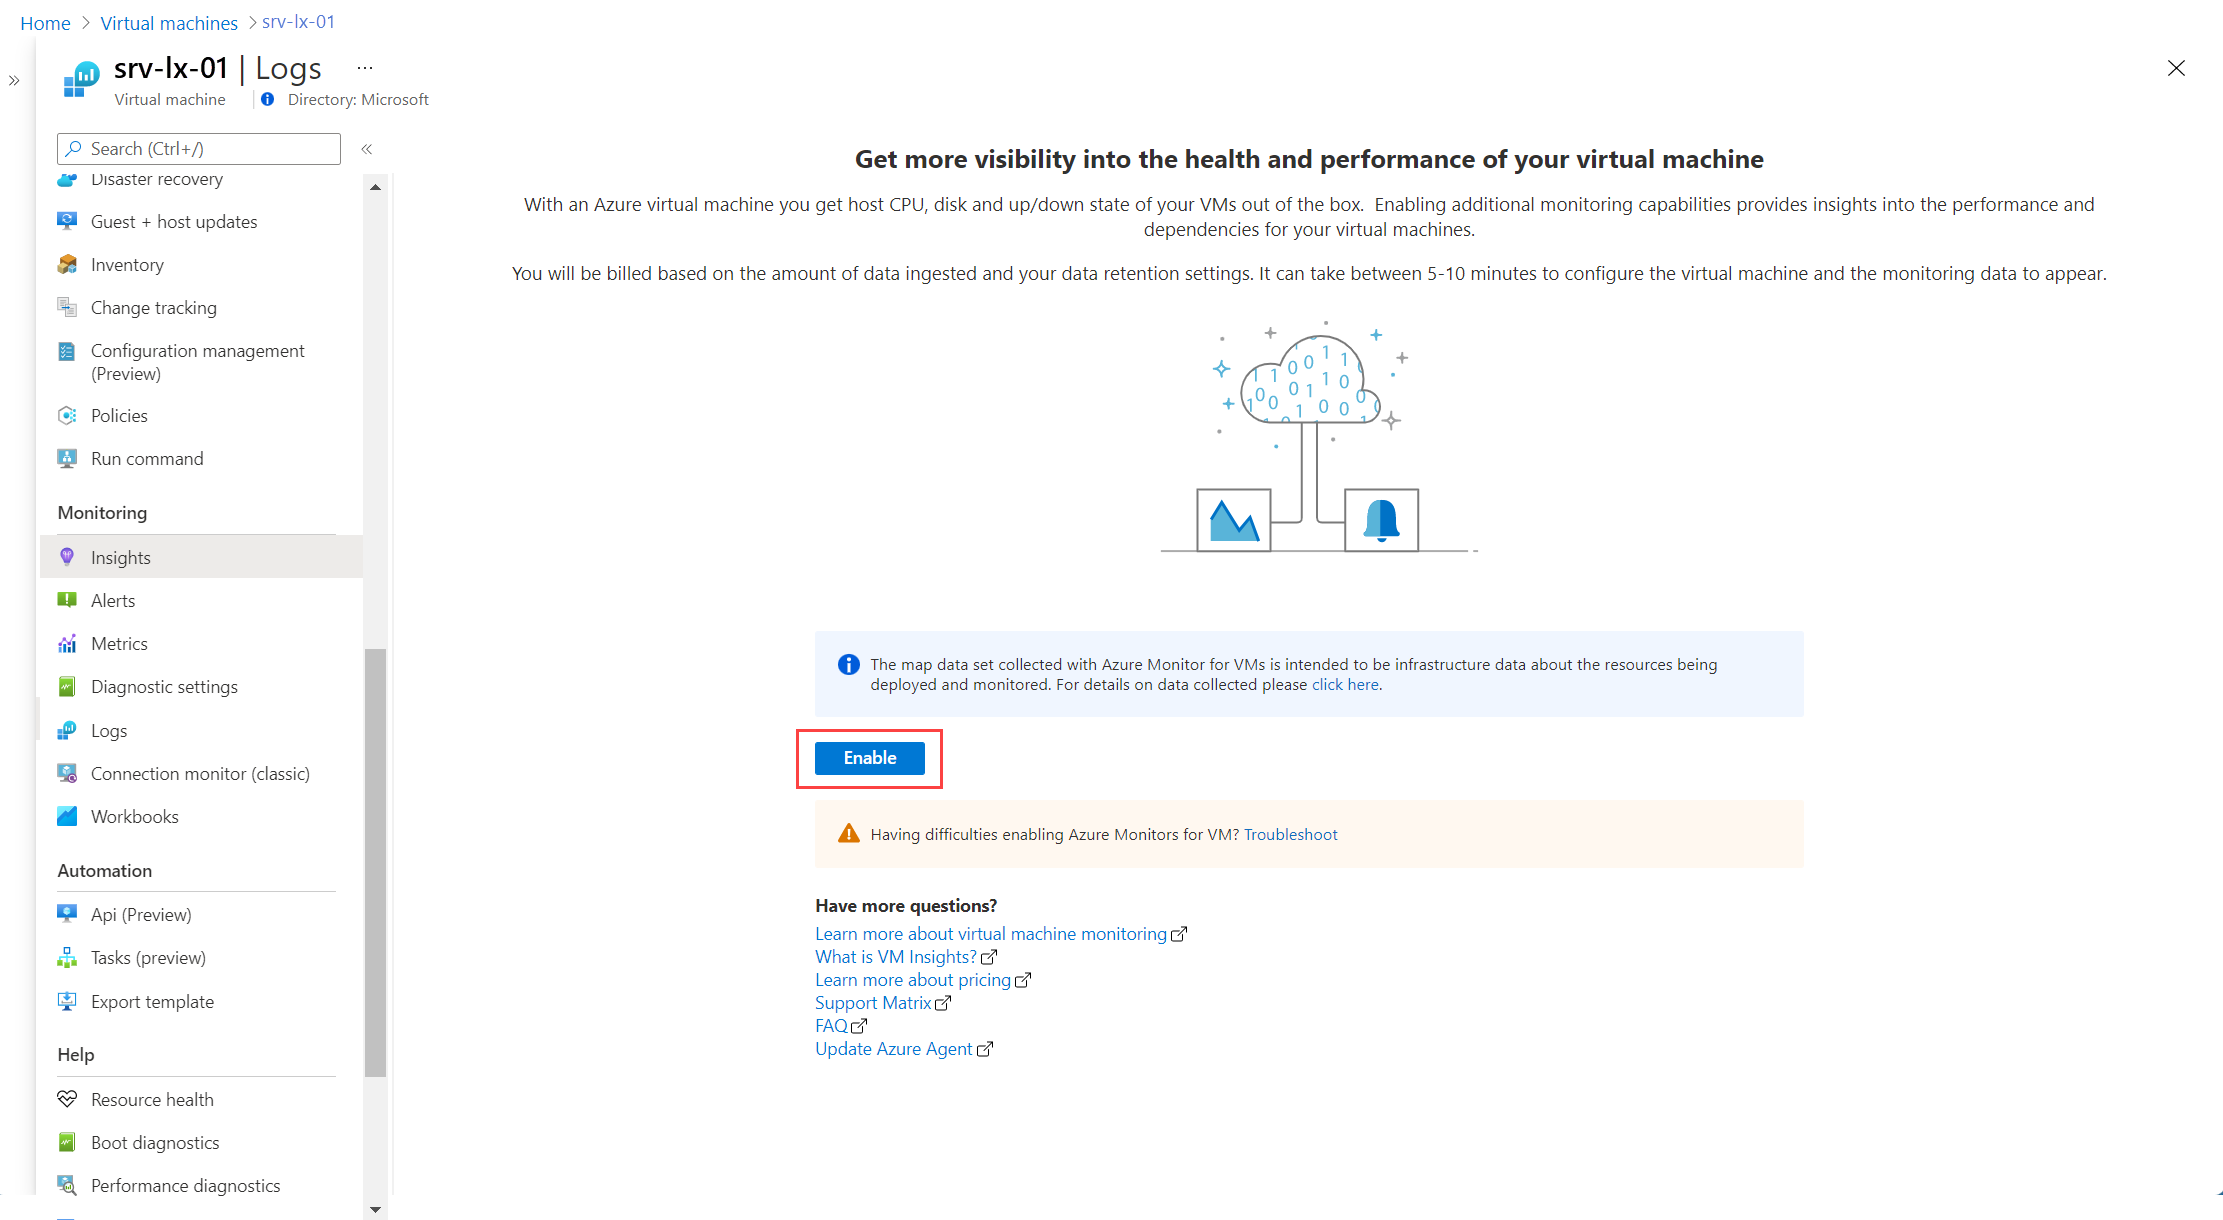 Home > Virtual machines > srv-lx-01
srv-lx-01 | Logs ...
Virtual machine
Directory: Microsoft
Search (Ctrl+/)
Disaster recovery
Guest + host updates
Inventory
Change tracking
Configuration management
(Preview)
Policies
Run command
Monitoring
Insights
Alerts
Metrics
Diagnostic settings
Logs
Connection monitor (classic)
Workbooks
Automation
Api (Preview)
Tasks (preview)
Export template
Help
Resource health
Boot diagnostics
Performance diagnostics
Get more visibility into the health and performance of your virtual machine
With an Azure virtual machine you get host CPU, disk and up/down state of your VMs out of the box. Enabling additional monitoring capabilities provides insights into the performance and
dependencies for your virtual machines.
You will be billed based on the amount of data ingested and your data retention settings. It can take between 5-10 minutes to configure the virtual machine and the monitoring data to appear.
The map data set collected with Azure Monitor for VMs is intended to be infrastructure data about the resources being
deployed and monitored. For details on data collected please click here.
Enable
Having difficulties enabling Azure Monitors for VM? Troubleshoot
Have more questions?
Learn more about virtual machine monitoring
What is VM Insights?
Learn more about pricing
Support Matrix
FAQ
Update Azure Agent